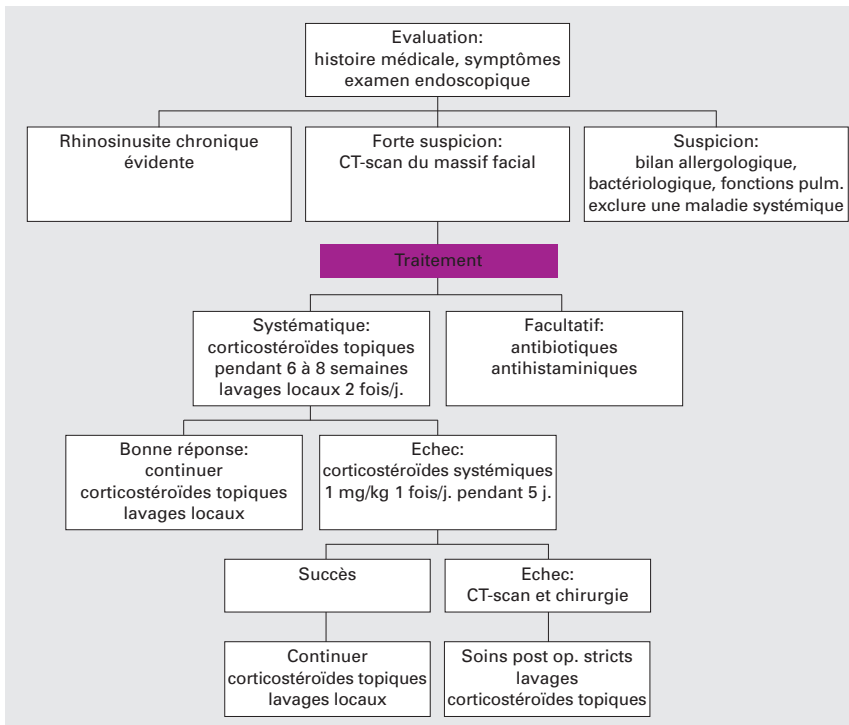 Evaluation:
histoire médicale, symptômes
examen endoscopique
Rhinosinusite chronique
évidente
Forte suspicion:
CT-scan du massif facial
Suspicion:
bilan allergologique,
bactériologique, fonctions pulm.
exclure une maladie systémique
Traitement
Systématique:
corticostéroïdes topiques
pendant 6 à 8 semaines
lavages locaux 2 fois/j.
Facultatif:
antibiotiques
antihistaminiques
Bonne réponse:
continuer
corticostéroïdes topiques
lavages locaux
Echec:
corticostéroïdes systémiques
1 mg/kg 1 fois/j. pendant 5 j.
Succès
Echec:
CT-scan et chirurgie
Continuer
corticostéroïdes topiques
lavages locaux
Soins post op. stricts
lavages
corticostéroïdes topiques